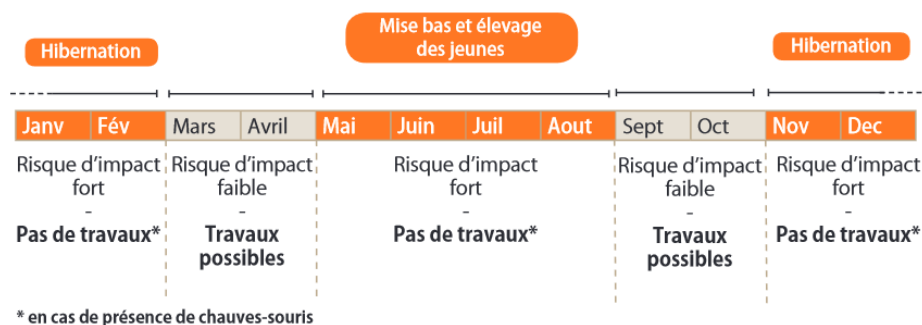 Hibernation
Mise bas et élevage
des jeunes
Hibernation
Janv Fév Mars Avril Mai Juin Juil Aout Sept Oct Nov Dec
Risque d'impact
fort
-
Pas de travaux*
Risque d'impact
faible
-
Travaux
possibles
Risque d'impact
fort
-
Pas de travaux*
Risque d'impact
faible
-
Travaux
possibles
Risque d'impact
fort
-
Pas de travaux*
* en cas de présence de chauves-souris